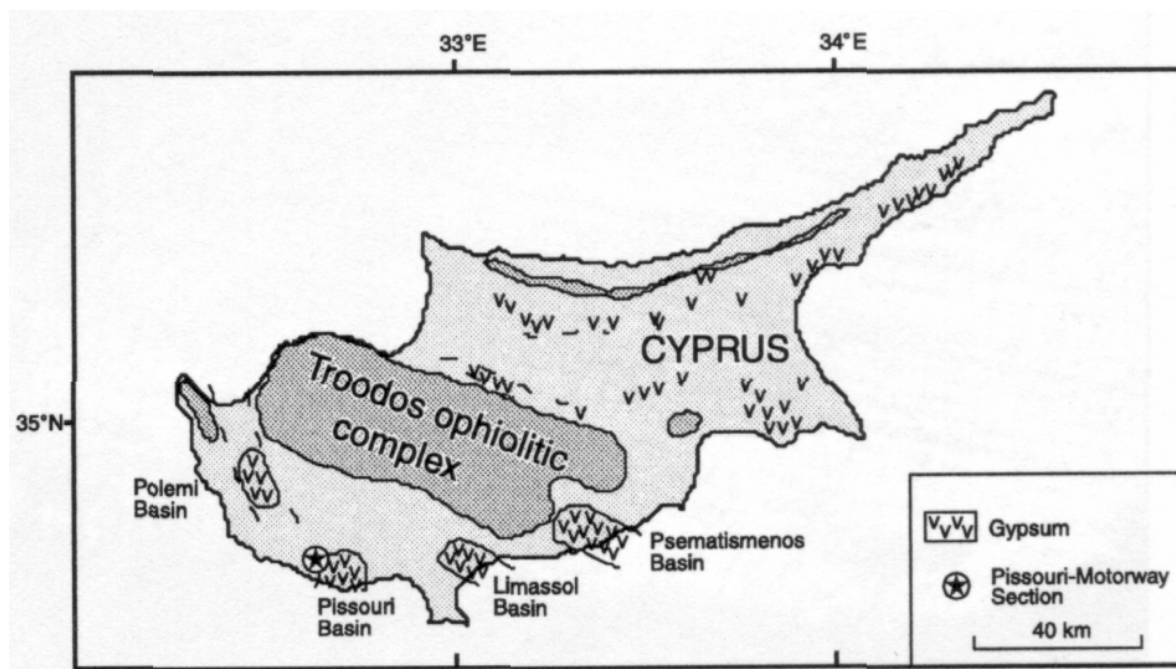 33°E
34°E
35°N
CYPRUS
Troodos ophiolitic
complex
Polemi
Basin
Pissouri
Basin
Limassol
Basin
Psematismenos
Basin
Gypsum
Pissouri-Motorway
Section
40 km